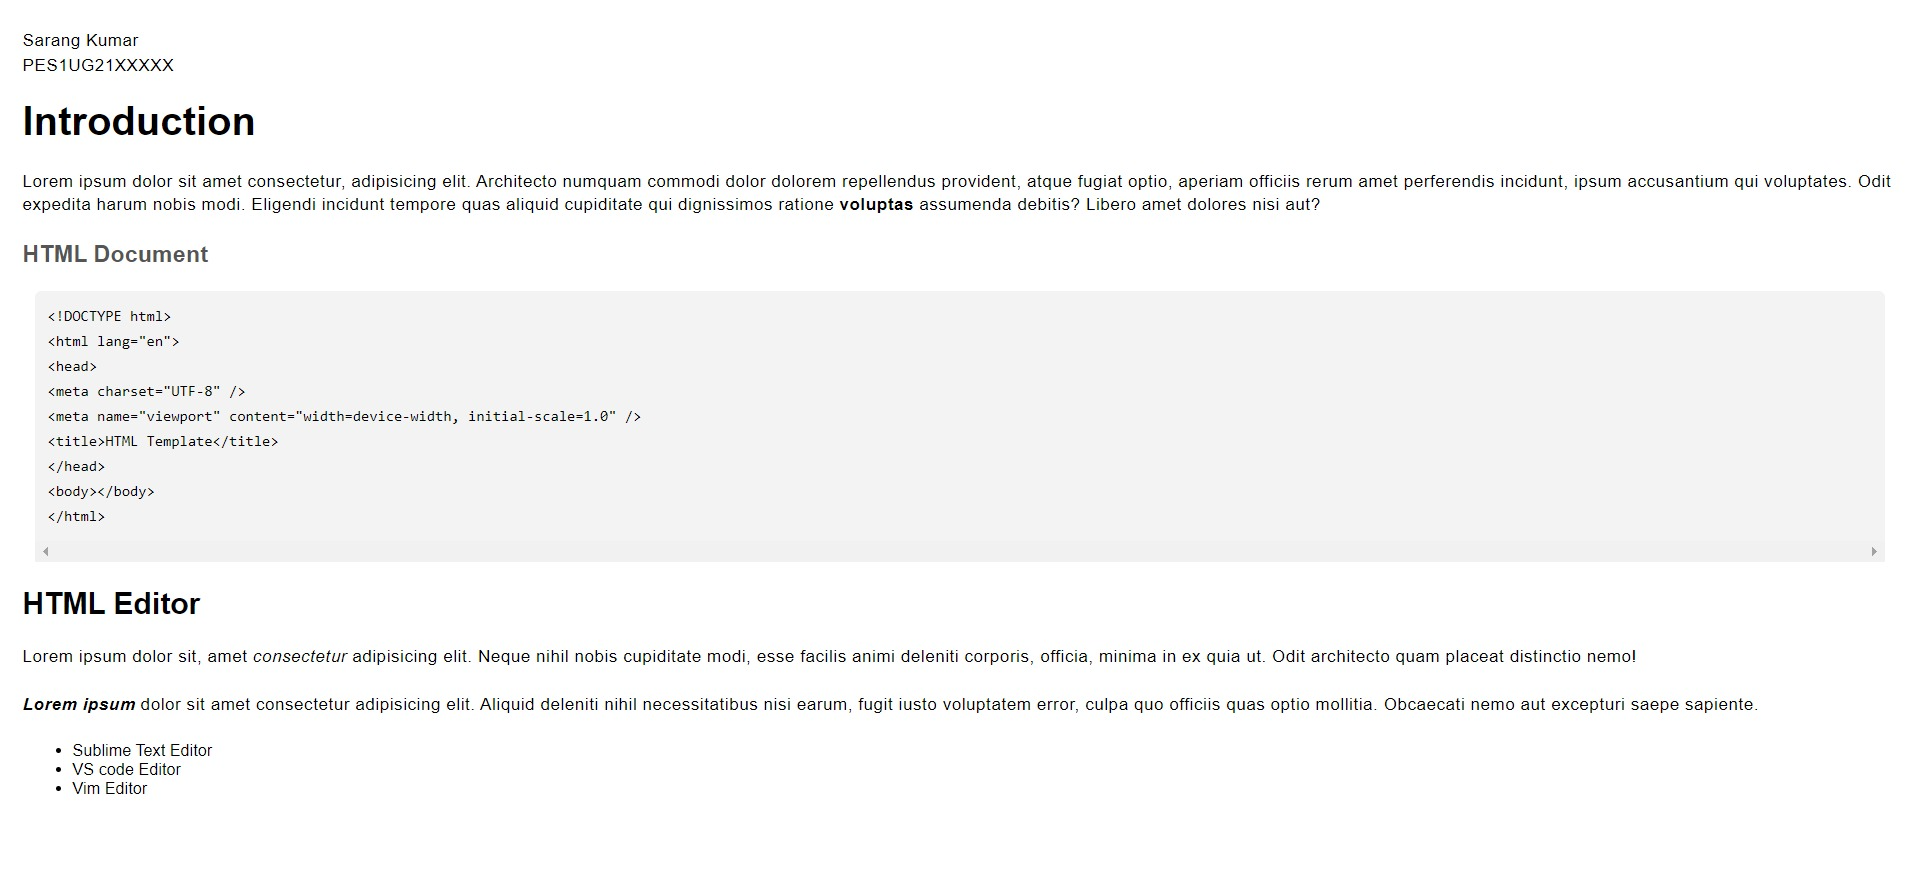 Sarang Kumar
PES1UG21XXXXX
Introduction
Lorem ipsum dolor sit amet consectetur, adipisicing elit. Architecto numquam commodi dolor dolorem repellendus provident, atque fugiat optio, aperiam officiis rerum amet perferendis incidunt, ipsum accusantium qui voluptates. Odit
expedita harum nobis modi. Eligendi incidunt tempore quas aliquid cupiditate qui dignissimos ratione voluptas assumenda debitis? Libero amet dolores nisi aut?
HTML Document
<!DOCTYPE html>
<html lang="en">
<head>
<meta charset="UTF-8" />
<meta name="viewport" content="width=device-width, initial-scale=1.0" />
<title>HTML Template</title>
</head>
<body></body>
</html>
HTML Editor
Lorem ipsum dolor sit, amet consectetur adipisicing elit. Neque nihil nobis cupiditate modi, esse facilis animi deleniti corporis, officia, minima in ex quia ut. Odit architecto quam placeat distinctio nemo!
Lorem ipsum dolor sit amet consectetur adipisicing elit. Aliquid deleniti nihil necessitatibus nisi earum, fugit iusto voluptatem error, culpa quo officiis quas optio mollitia. Obcaecati nemo aut excepturi saepe sapiente.
• Sublime Text Editor
• VS code Editor
• Vim Editor